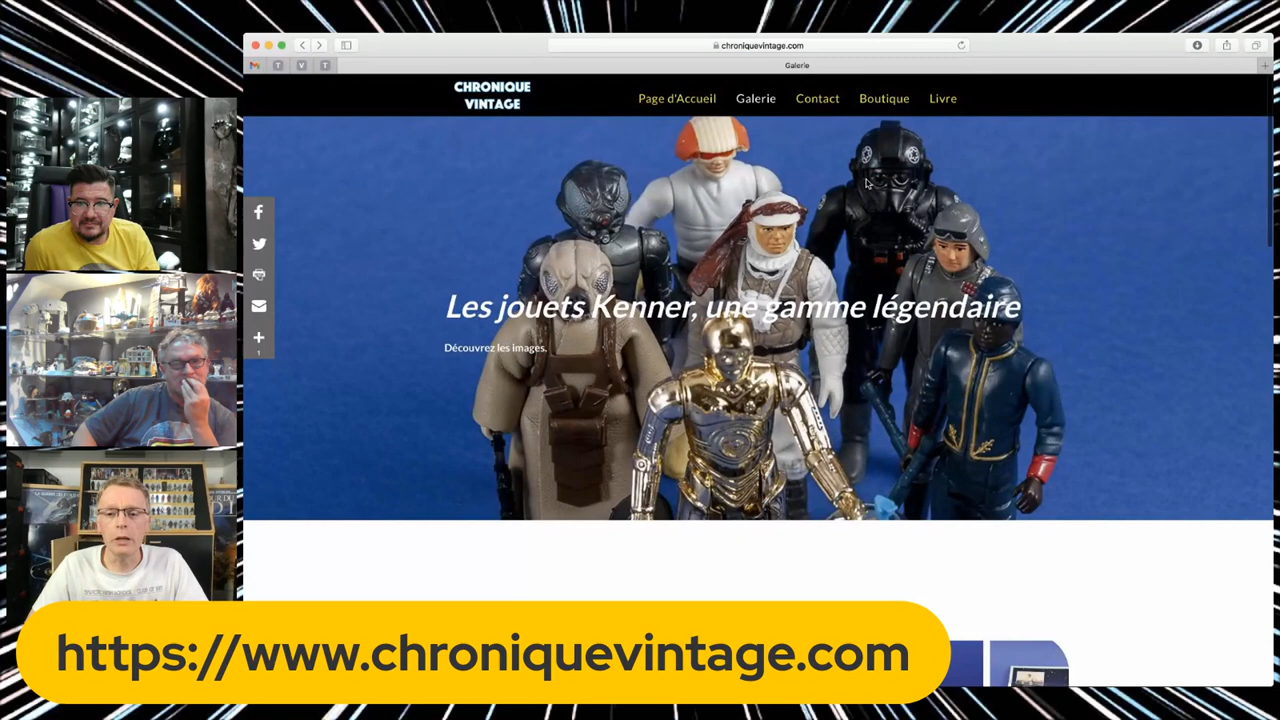 chroniquevintage.com
T
V
T
Galerie
CHRONIQUE
VINTAGE
Page d'Accueil
Galerie
Contact
Boutique
Livre
Les jouets Kenner, une gamme légendaire
Découvrez les images.
1
https://www.chroniquevintage.com